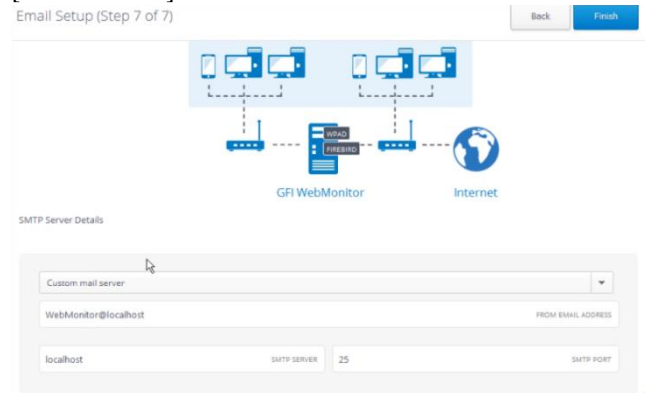 Email Setup (Step 7 of 7)
Back
Finish
WPAD
FIREBIRD
GFI WebMonitor
Internet
SMTP Server Details
Custom mail server
WebMonitor@localhost
FROM EMAIL ADDRESS
localhost
SMTP SERVER
25
SMTP PORT